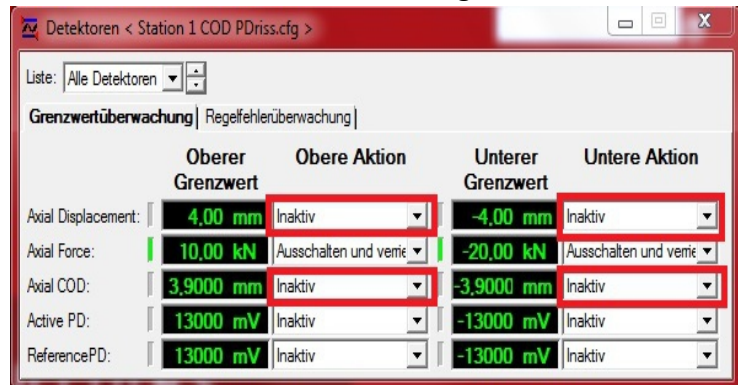 Detektoren < Station 1 COD PDriss.cfg >
Liste: Alle Detektoren
Grenzwertüberwachung Regelfehlerüberwachung
Oberer Grenzwert Obere Aktion Unterer Grenzwert Untere Aktion
Axial Displacement: 4,00 mm Inaktiv -4,00 mm Inaktiv
Axial Force: 10,00 kN Ausschalten und verrie -20,00 kN Ausschalten und verrie
Axial COD: 3,9000 mm Inaktiv -3,9000 mm Inaktiv
Active PD: 13000 mV Inaktiv -13000 mV Inaktiv
ReferencePD: 13000 mV Inaktiv -13000 mV Inaktiv